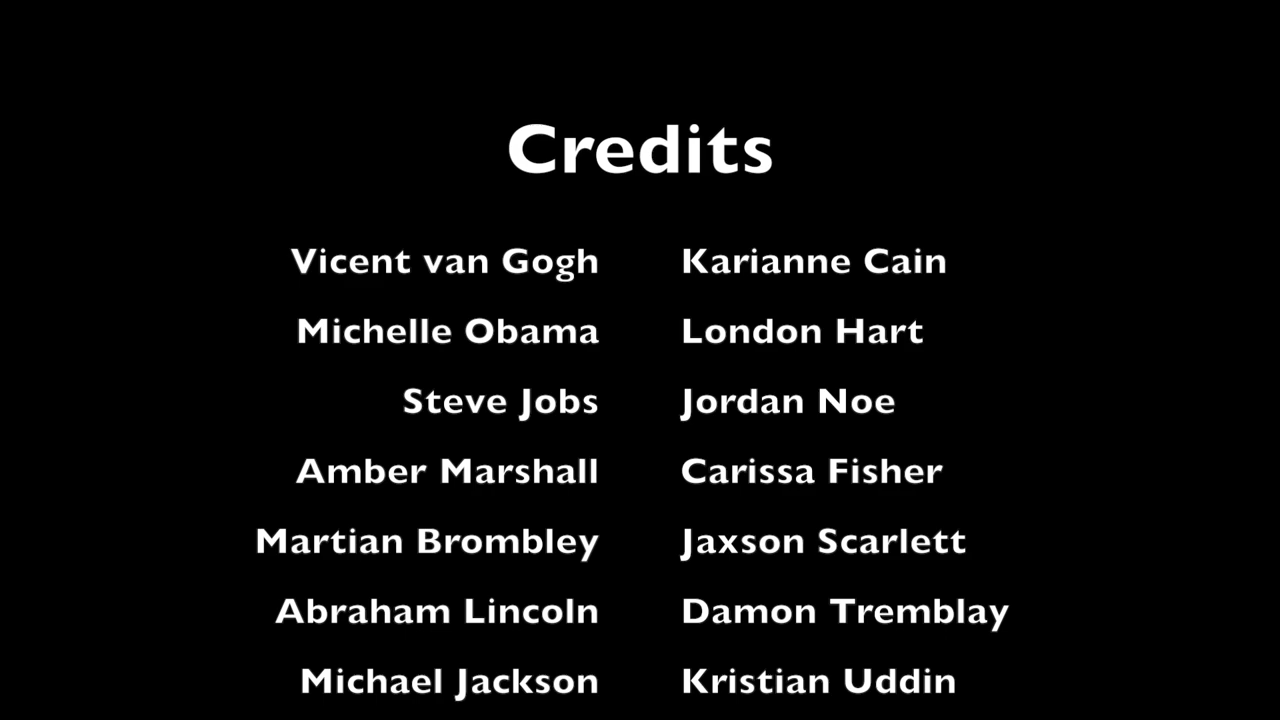 Credits
Vicent van Gogh Karianne Cain
Michelle Obama London Hart
Steve Jobs Jordan Noe
Amber Marshall Carissa Fisher
Martian Brombley Jaxson Scarlett
Abraham Lincoln Damon Tremblay
Michael Jackson Kristian Uddin